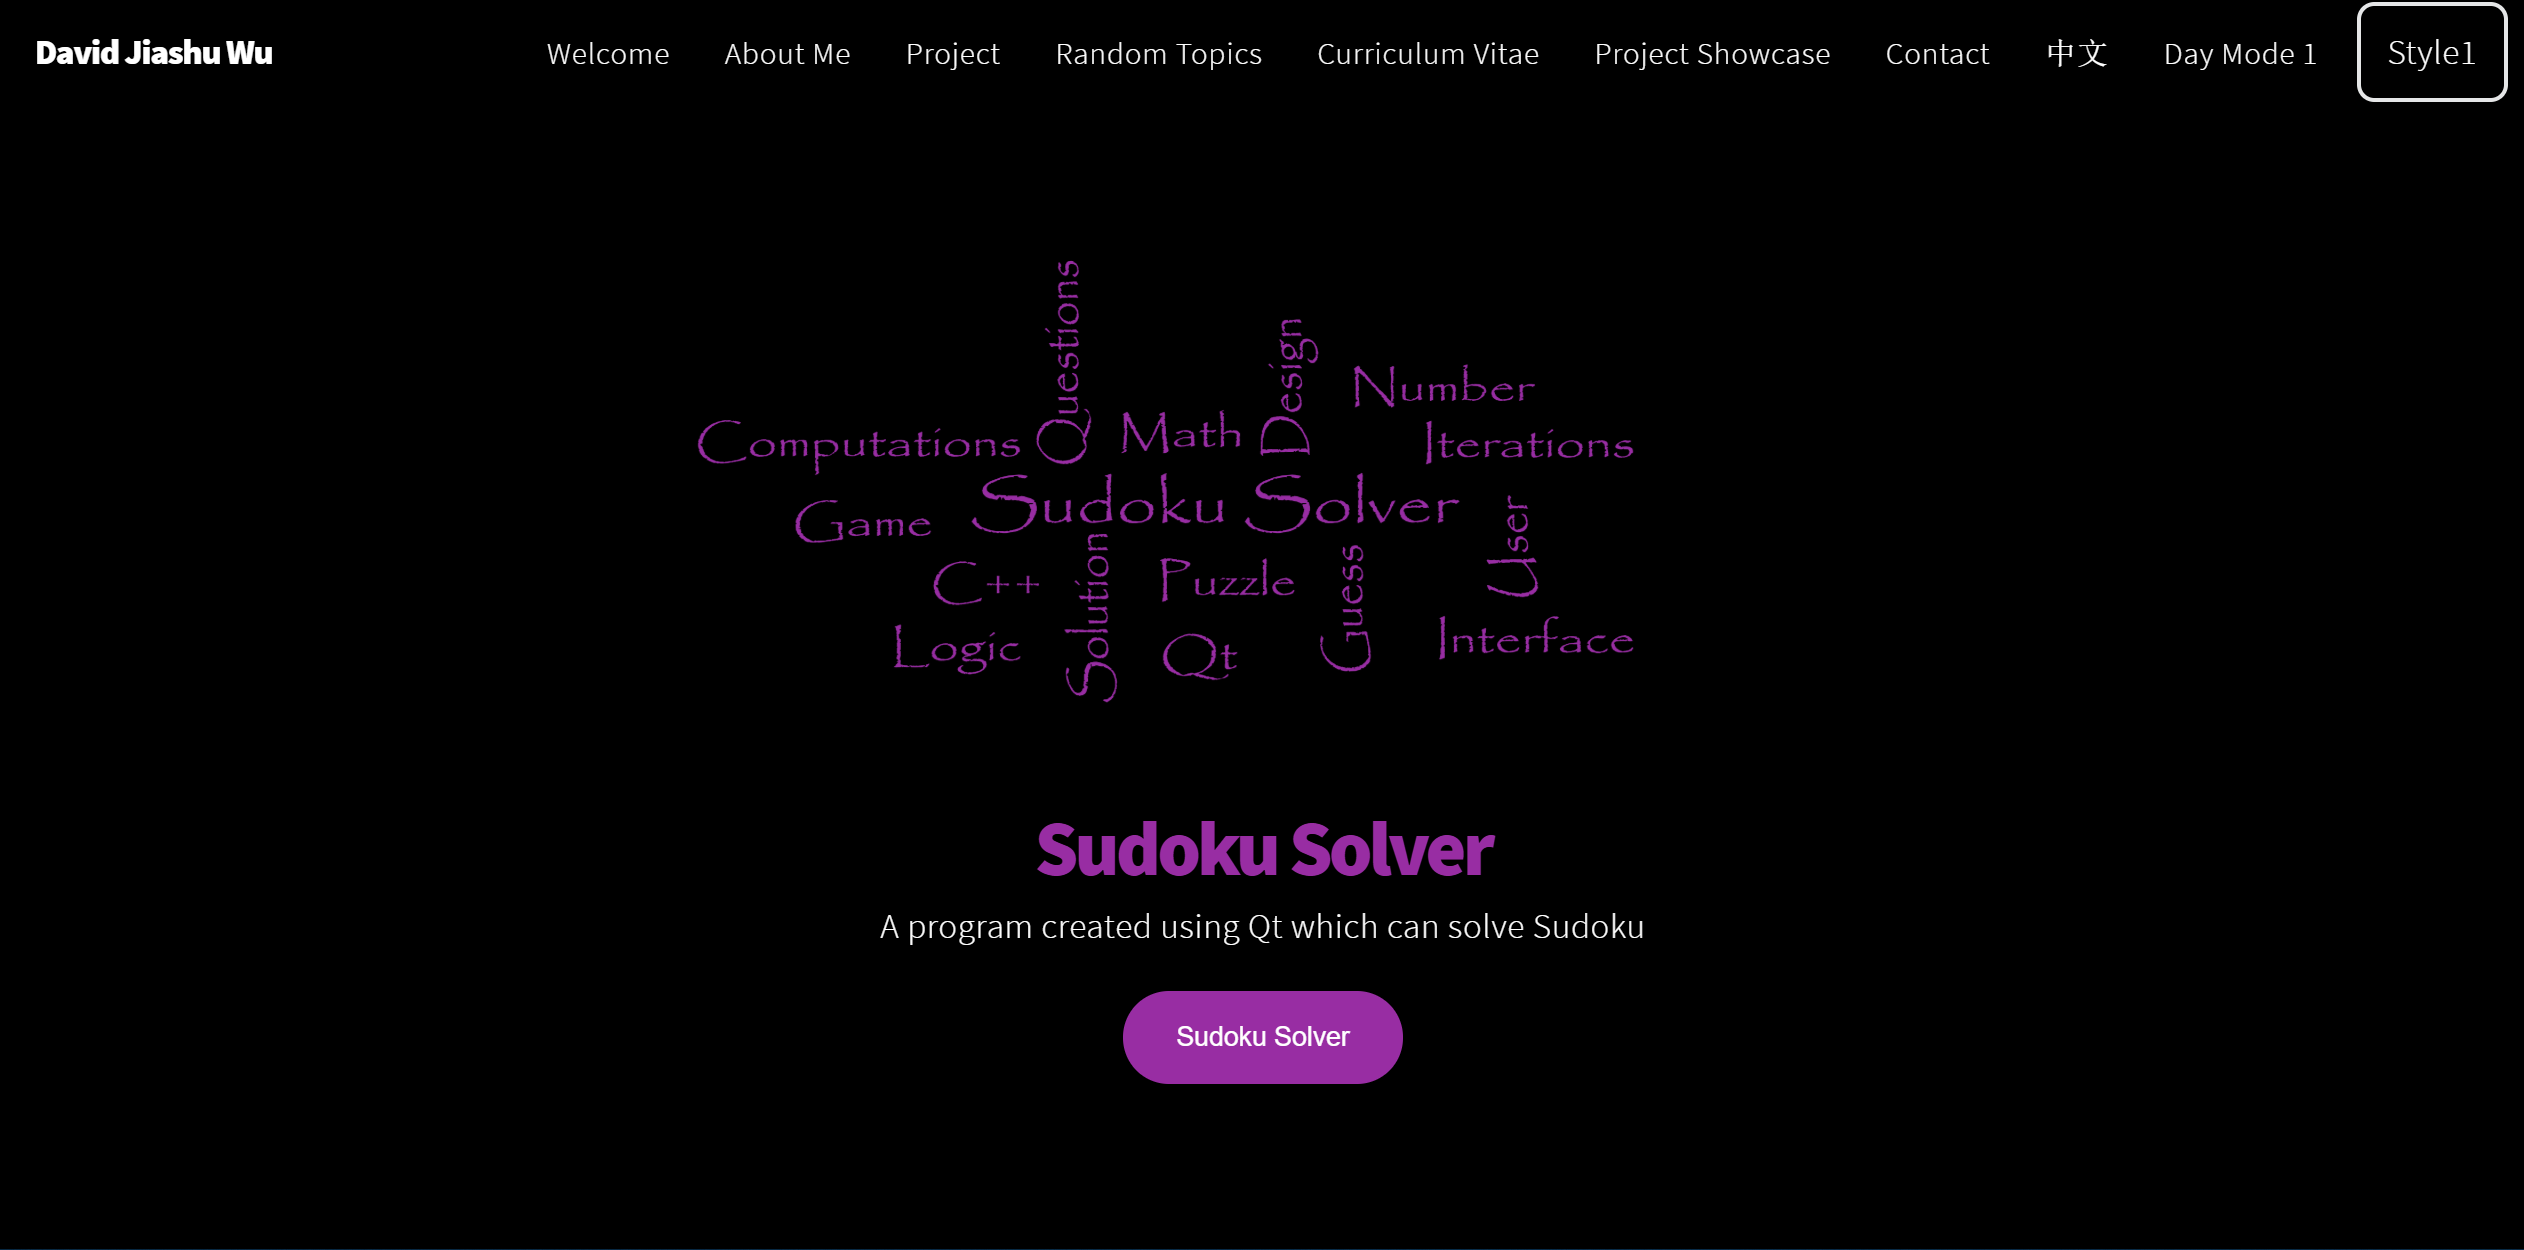 David Jiashu Wu Welcome About Me Project Random Topics Curriculum Vitae Project Showcase Contact 中文 Day Mode 1 Style1
Questions
Design
Number
Computations
Math
Iterations
Sudoku Solver
Game
User
C++
Solution
Puzzle
Guess
Logic
Qt
Interface
Sudoku Solver
A program created using Qt which can solve Sudoku
Sudoku Solver